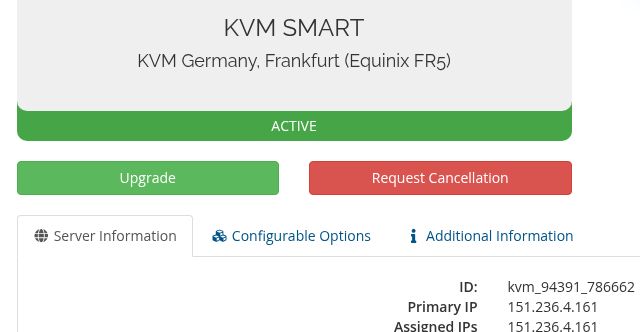 KVM SMART
KVM Germany, Frankfurt (Equinix FR5)
ACTIVE
Upgrade Request Cancellation
Server Information Configurable Options Additional Information
ID: kvm_94391_786662
Primary IP 151.236.4.161
Assigned IPs 151.236.4.161